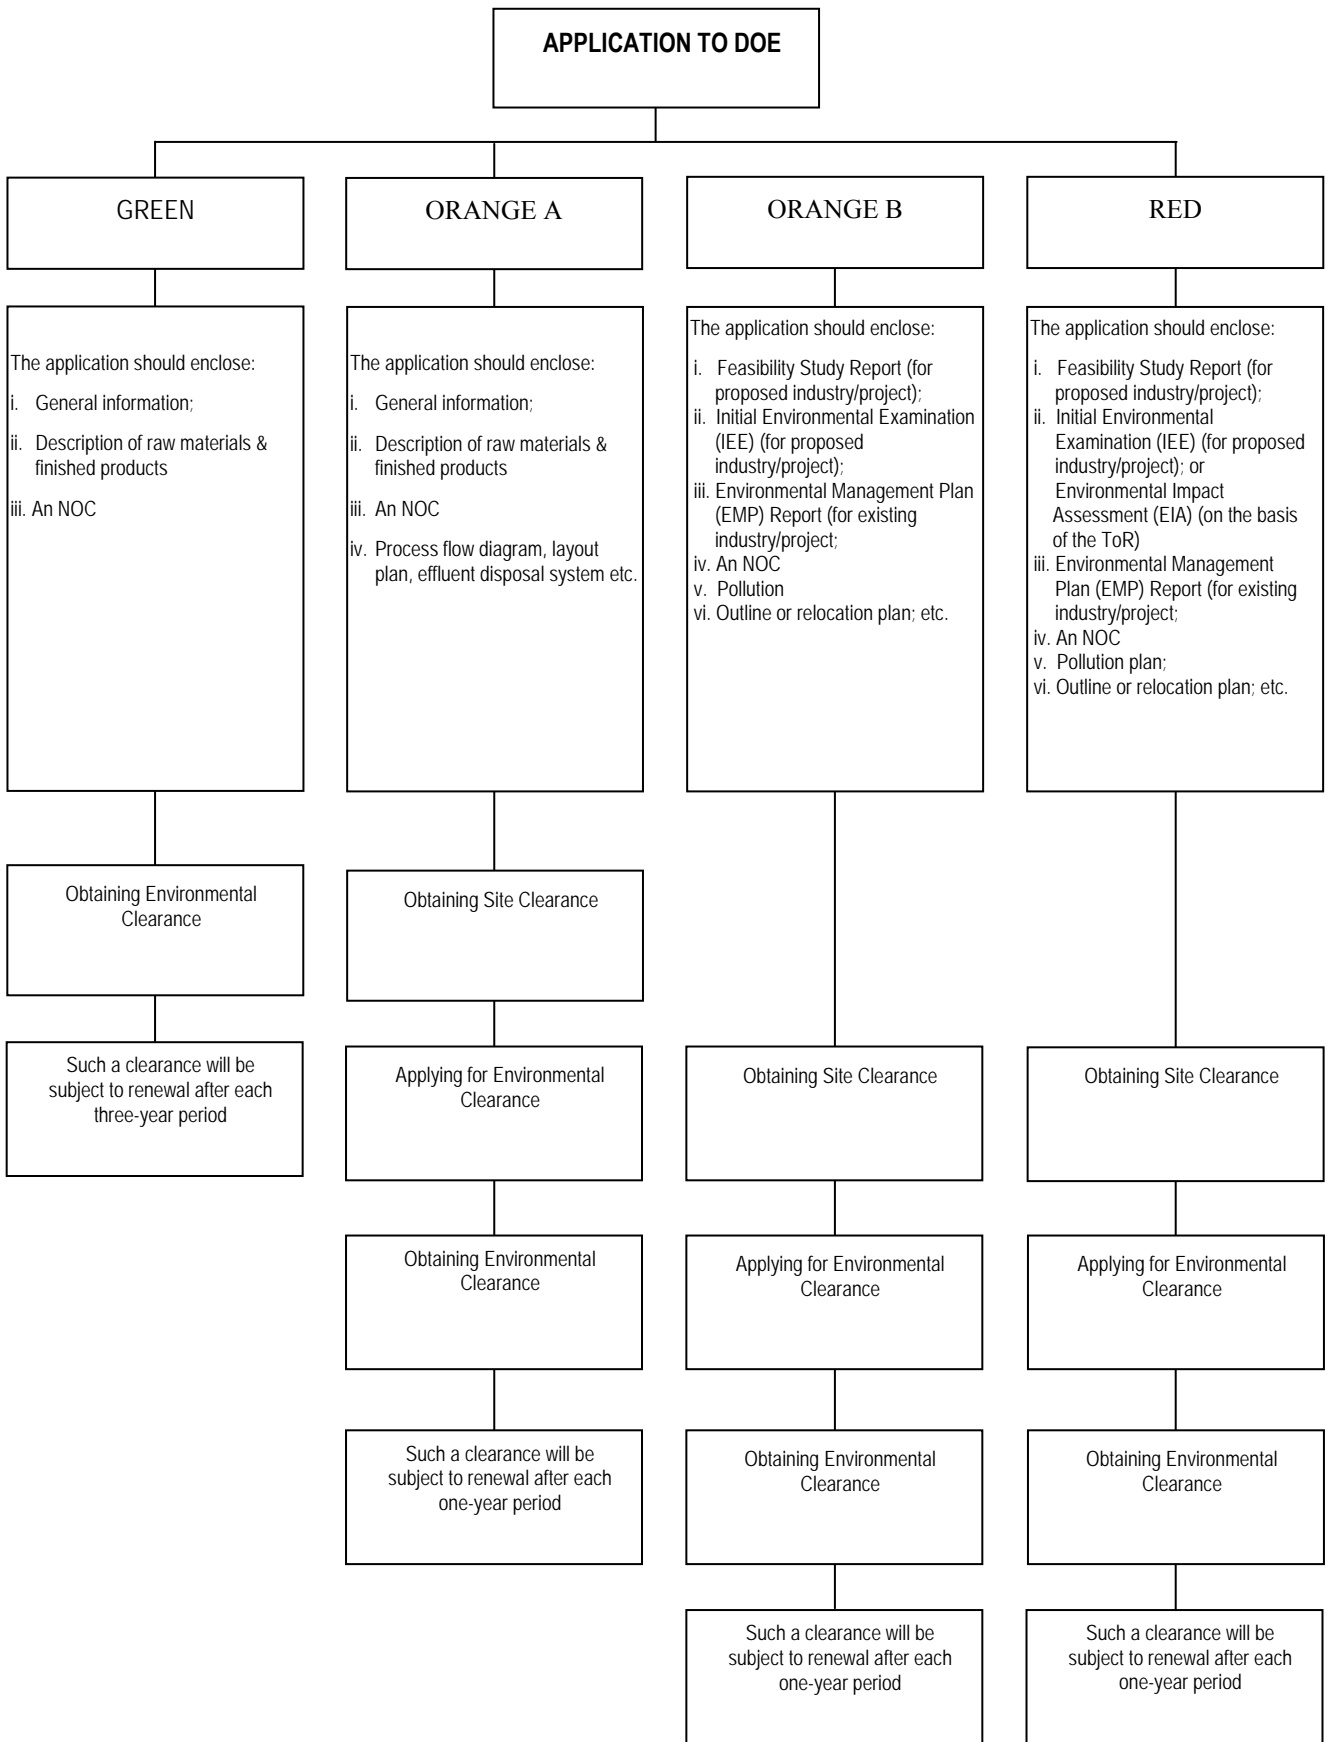 APPLICATION TO DOE
GREEN
ORANGE A
ORANGE B
RED
The application should enclose:
i. General information;
ii. Description of raw materials &
finished products
iii. An NOC
The application should enclose:
i. General information;
ii. Description of raw materials &
finished products
iii. An NOC
iv. Process flow diagram, layout
plan, effluent disposal system etc.
The application should enclose:
i. Feasibility Study Report (for
proposed industry/project);
ii. Initial Environmental Examination
(IEE) (for proposed
industry/project);
iii. Environmental Management Plan
(EMP) Report (for existing
industry/project;
iv. An NOC
v. Pollution
vi. Outline or relocation plan; etc.
The application should enclose:
i. Feasibility Study Report (for
proposed industry/project);
ii. Initial Environmental
Examination (IEE) (for proposed
industry/project); or
Environmental Impact
Assessment (EIA) (on the basis
of the ToR)
iii. Environmental Management
Plan (EMP) Report (for existing
industry/project;
iv. An NOC
v. Pollution plan;
vi. Outline or relocation plan; etc.
Obtaining Environmental
Clearance
Obtaining Site Clearance
Such a clearance will be
subject to renewal after each
three-year period
Applying for Environmental
Clearance
Obtaining Site Clearance
Obtaining Site Clearance
Obtaining Environmental
Clearance
Applying for Environmental
Clearance
Applying for Environmental
Clearance
Such a clearance will be
subject to renewal after each
one-year period
Obtaining Environmental
Clearance
Obtaining Environmental
Clearance
Such a clearance will be
subject to renewal after each
one-year period
Such a clearance will be
subject to renewal after each
one-year period